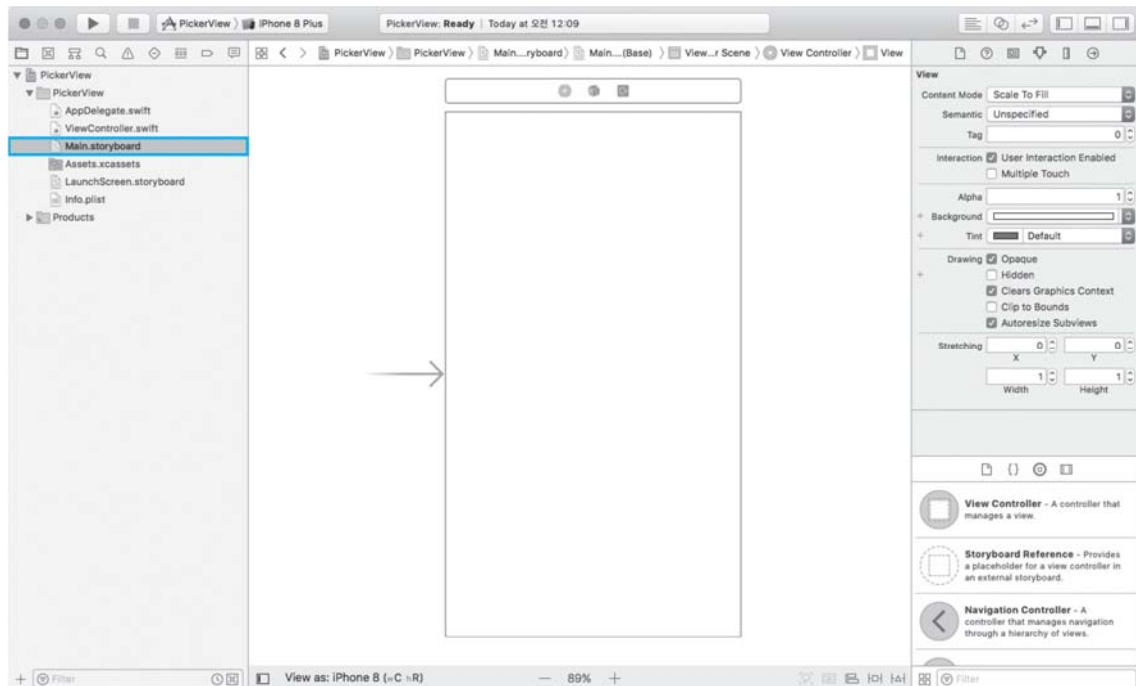 PickerView 〉 iPhone 8 Plus
PickerView: Ready | Today at 오전 12:09
PickerView 〉 PickerView 〉 Main....ryboard 〉 Main....(Base) 〉 View...r Scene 〉 View Controller 〉 View
PickerView
PickerView
AppDelegate.swift
ViewController.swift
Main.storyboard
Assets.xcassets
LaunchScreen.storyboard
Info.plist
Products
Filter
View as: iPhone 8 (wC hR)
— 89% +
View
Content Mode Scale To Fill
Semantic Unspecified
Tag 0
Interaction User Interaction Enabled
Multiple Touch
Alpha 1
+ Background
+ Tint Default
Drawing Opaque
+ Hidden
Clears Graphics Context
Clip to Bounds
Autoresize Subviews
Stretching 0 0
X Y
1 1
Width Height
{}
View Controller - A controller that
manages a view.
Storyboard Reference - Provides
a placeholder for a view controller in
an external storyboard.
Navigation Controller - A
controller that manages navigation
through a hierarchy of views.
Filter